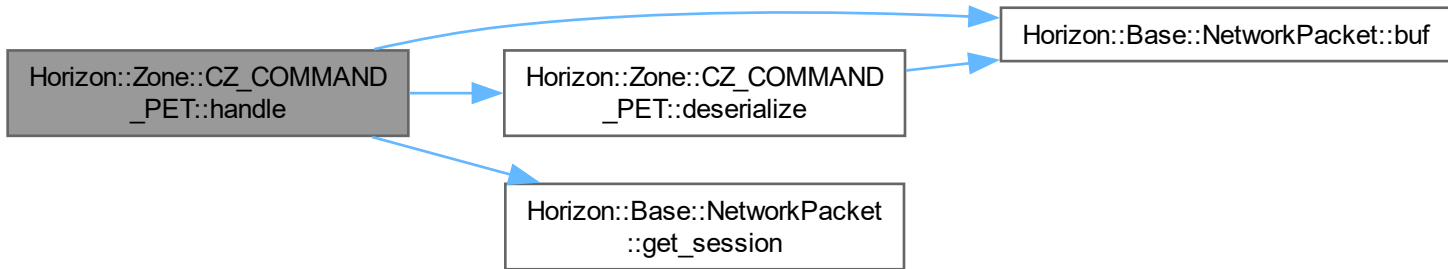 Horizon::Zone::CZ_COMMAND
_PET::handle
Horizon::Zone::CZ_COMMAND
_PET::deserialize
Horizon::Base::NetworkPacket::buf
Horizon::Base::NetworkPacket
::get_session